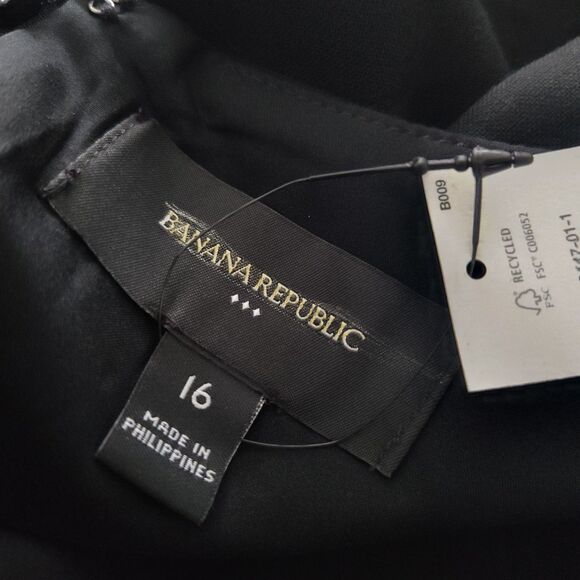 BANANA REPUBLIC
16
MADE IN
PHILIPPINES
B009
RECYCLED
FSC® C006052
FSC